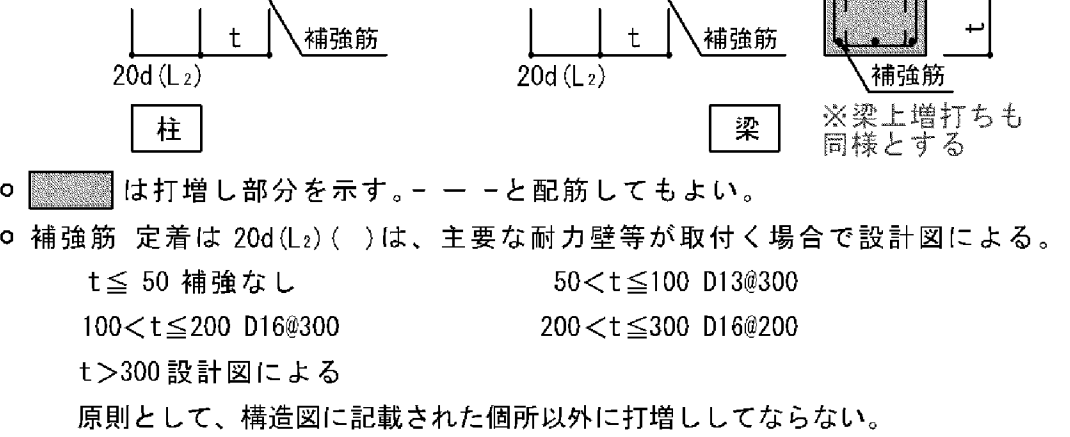 t 補強筋 t 補強筋 t
20d(L₂) 20d(L₂) 補強筋
柱 梁 ※梁上増打ちも
同様とする
は打増し部分を示す。- — -と配筋してもよい。
補強筋 定着は 20d(L₂)( )は、主要な耐力壁等が取付く場合で設計図による。
t≦ 50 補強なし 50<t≦100 D13@300
100<t≦200 D16@300 200<t≦300 D16@200
t>300設計図による
原則として、構造図に記載された個所以外に打増ししてならない。